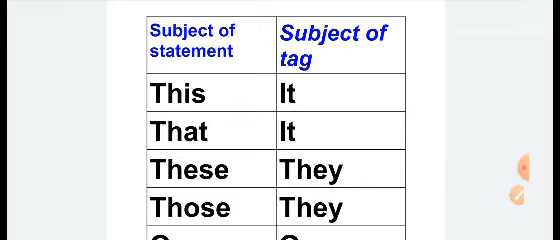 Subject of statement Subject of tag
This It
That It
These They
Those They